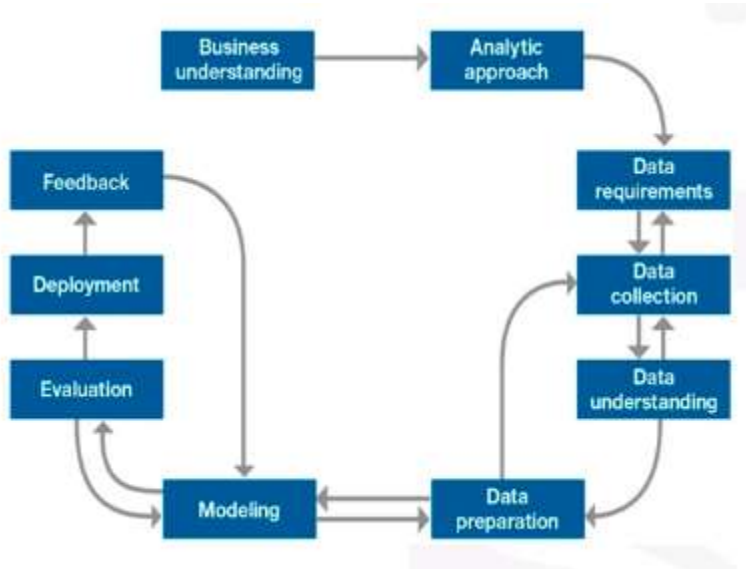 Business
understanding
Analytic
approach
Data
requirements
Data
collection
Data
understanding
Data
preparation
Modeling
Evaluation
Deployment
Feedback